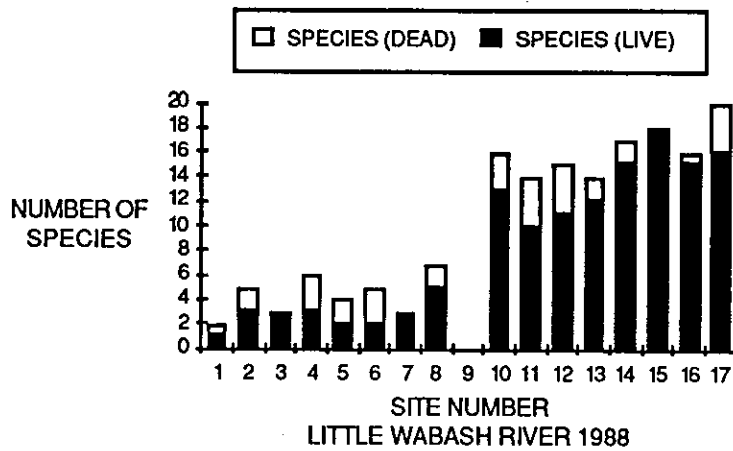 SPECIES (DEAD) SPECIES (LIVE)
20
18
16
14
12
10
8
6
4
2
0
NUMBER OF
SPECIES
1 2 3 4 5 6 7 8 9 10 11 12 13 14 15 16 17
SITE NUMBER
LITTLE WABASH RIVER 1988